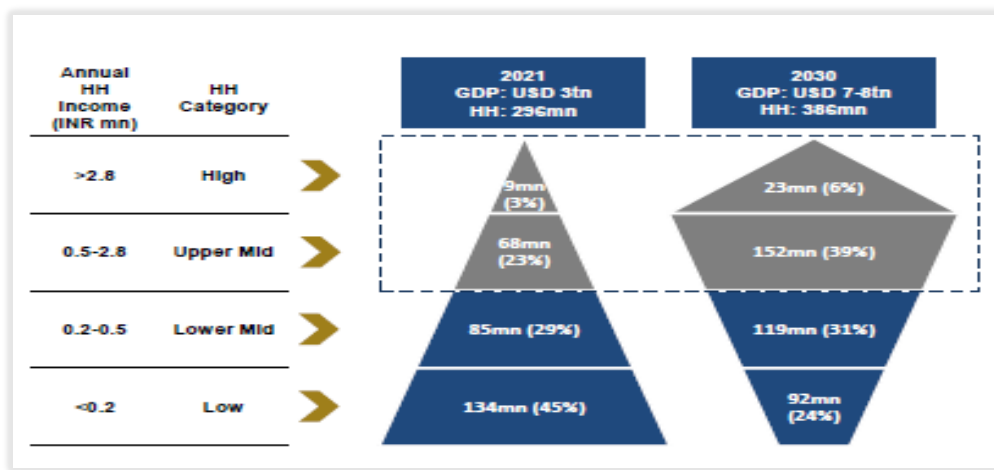 Annual
HH
Income
(INR mn)
HH
Category
2021
GDP: USD 3tn
HH: 296mn
2030
GDP: USD 7-8tn
HH: 386mn
>2.8
High
9mn
(3%)
23mn (6%)
0.5-2.8
Upper Mid
68mn
(23%)
152mn (39%)
0.2-0.5
Lower Mid
85mn (29%)
119mn (31%)
<0.2
Low
134mn (45%)
92mn
(24%)